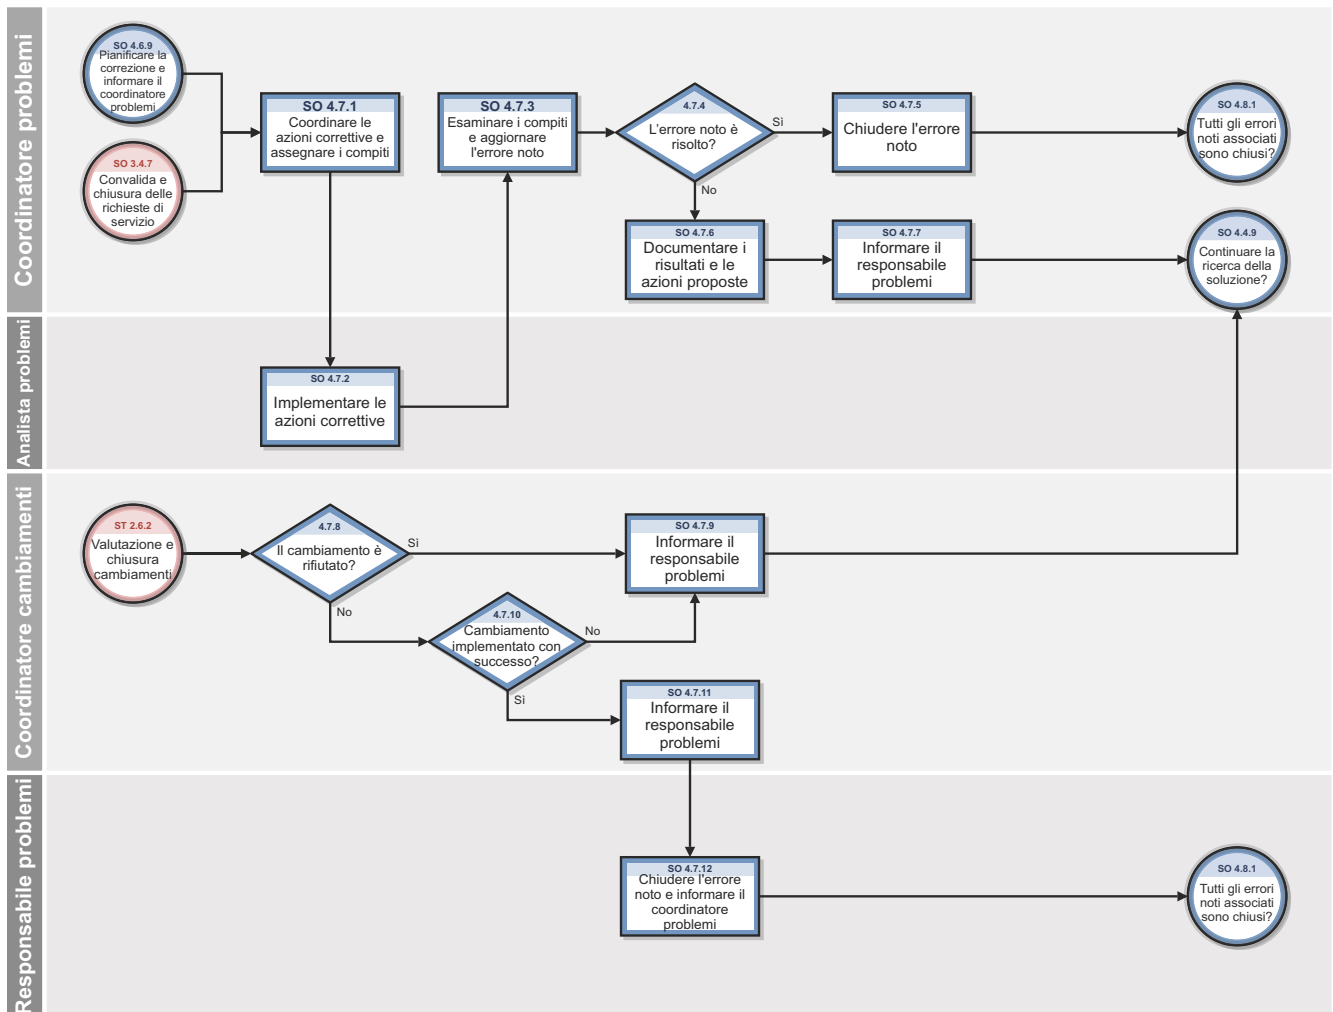 Coordinatore problemi
SO 4.6.9
Pianificare la
correzione e
informare il
coordinatore
problemi
SO 3.4.7
Convalida e
chiusura delle
richieste di
servizio
SO 4.7.1
Coordinare le
azioni correttive e
assegnare i compiti
SO 4.7.3
Esaminare i compiti
e aggiornare
l'errore noto
4.7.4
L'errore noto è
risolto?
Sì
No
SO 4.7.5
Chiudere l'errore
noto
SO 4.8.1
Tutti gli errori
noti associati
sono chiusi?
SO 4.7.6
Documentare i
risultati e le
azioni proposte
SO 4.7.7
Informare il
responsabile
problemi
SO 4.4.9
Continuare la
ricerca della
soluzione?
Analista problemi
SO 4.7.2
Implementare le
azioni correttive
Coordinatore cambiamenti
ST 2.6.2
Valutazione e
chiusura
cambiamenti
4.7.8
Il cambiamento è
rifiutato?
Sì
No
SO 4.7.9
Informare il
responsabile
problemi
4.7.10
Cambiamento
implementato con
successo?
No
Sì
SO 4.7.11
Informare il
responsabile
problemi
Responsabile problemi
SO 4.7.12
Chiudere l'errore
noto e informare il
coordinatore
problemi
SO 4.8.1
Tutti gli errori
noti associati
sono chiusi?